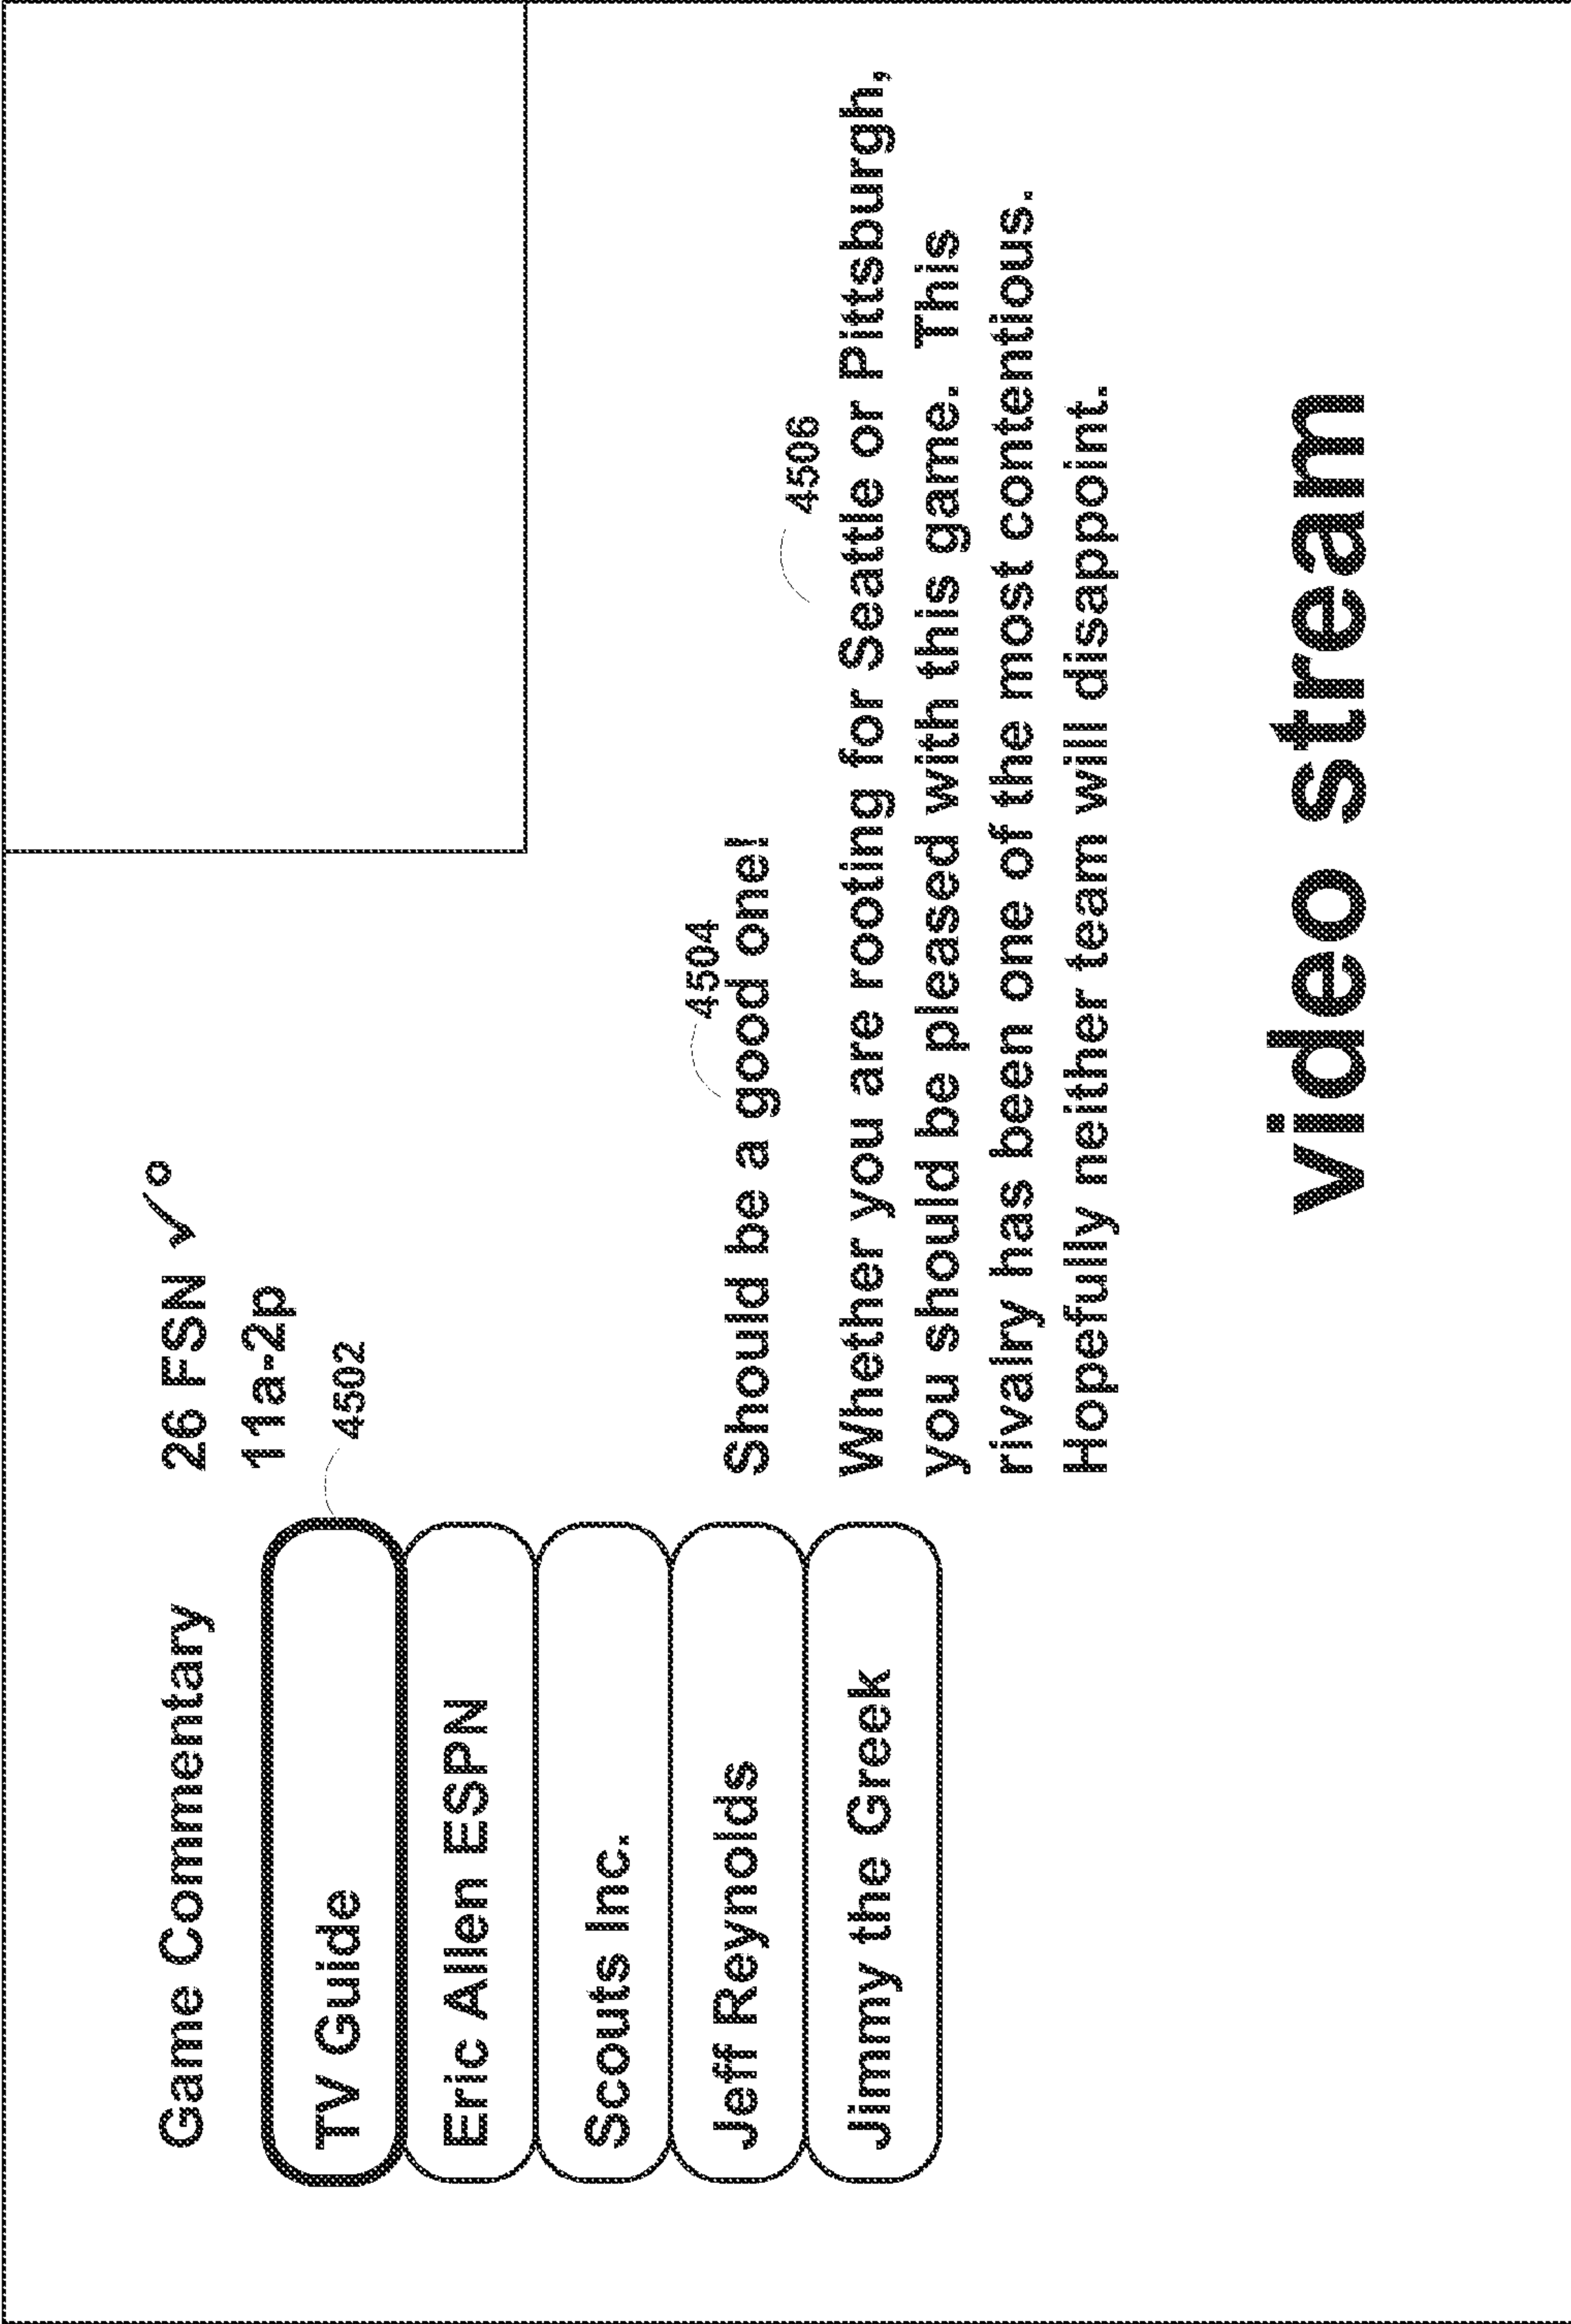 Game Commentary
26 FSN ✓○
11a-2p
4502
TV Guide
Eric Allen ESPN
Scouts Inc.
Jeff Reynolds
Jimmy the Greek
4504
Should be a good one!
4506
Whether you are rooting for Seattle or Pittsburgh,
you should be pleased with this game. This
rivalry has been one of the most contentious.
Hopefully neither team will disappoint.
video stream